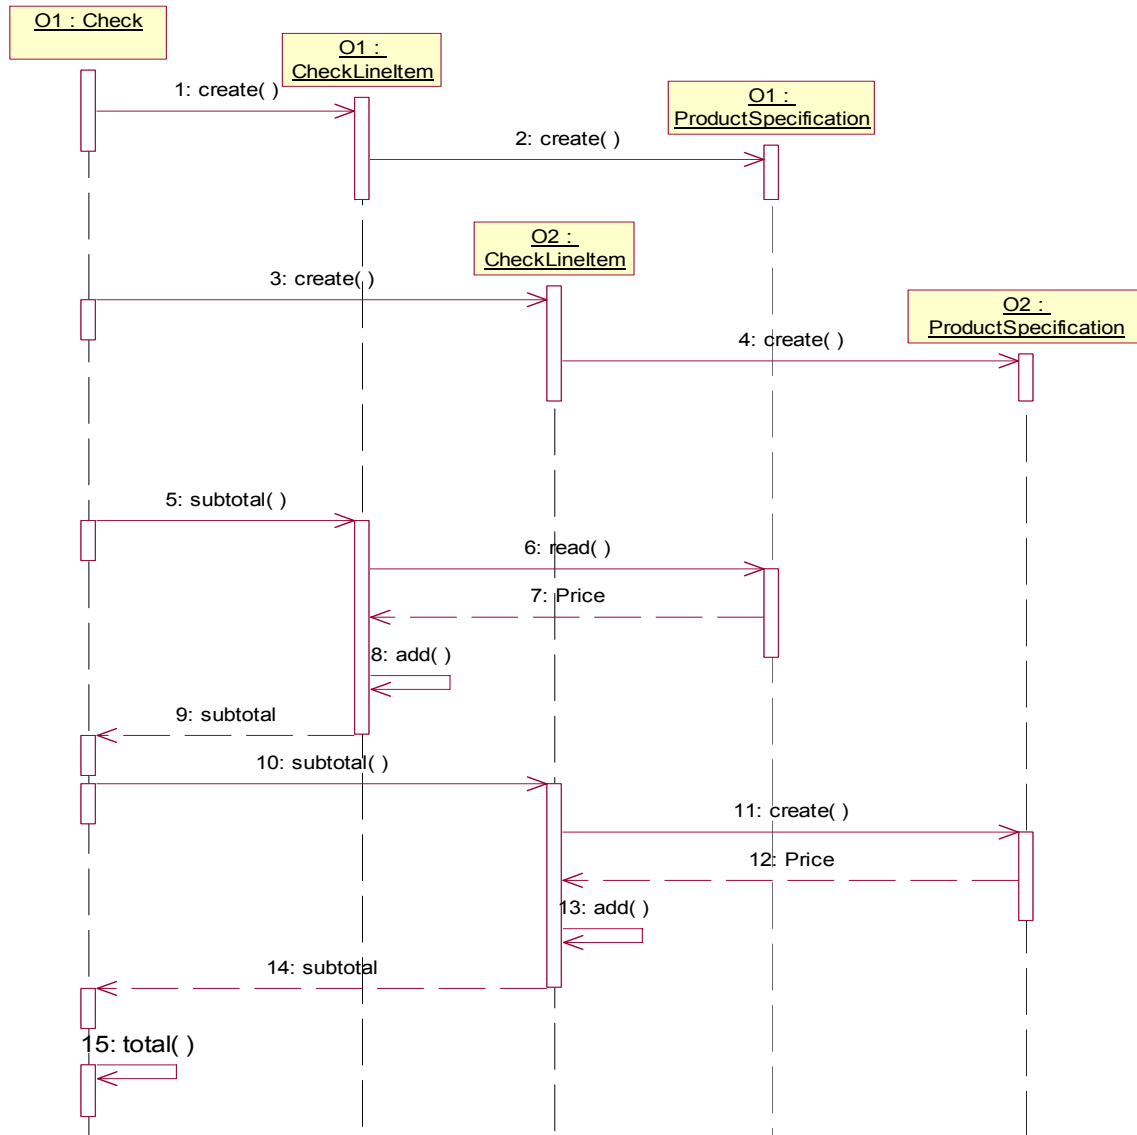 O1 : Check
O1 :
CheckLineItem
1: create( )
O1 :
ProductSpecification
2: create( )
O2 :
CheckLineItem
3: create( )
O2 :
ProductSpecification
4: create( )
5: subtotal( )
6: read( )
7: Price
8: add( )
9: subtotal
10: subtotal( )
11: create( )
12: Price
13: add( )
14: subtotal
15: total( )